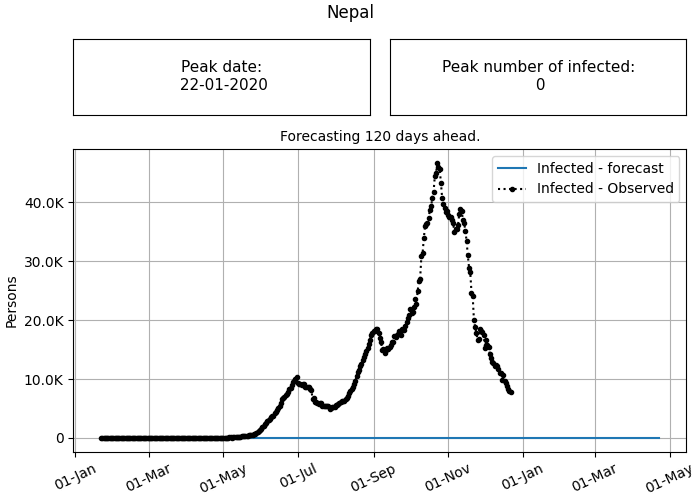 Nepal
Peak date:
22-01-2020
Peak number of infected:
0
Forecasting 120 days ahead.
Infected - forecast
Infected - Observed
Persons
40.0K
30.0K
20.0K
10.0K
0
01-Jan
01-Mar
01-May
01-Jul
01-Sep
01-Nov
01-Jan
01-Mar
01-May